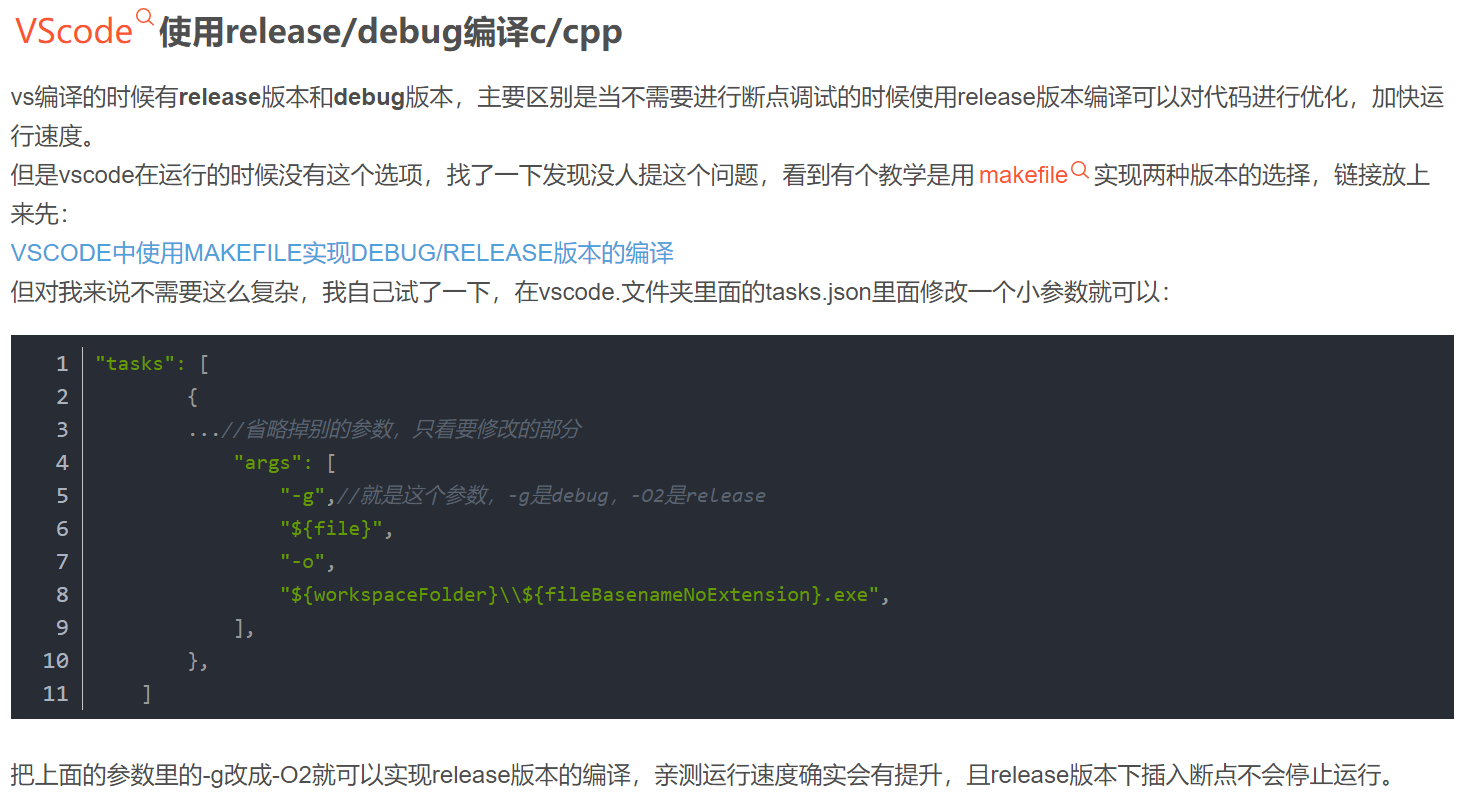 VScode使用release/debug编译c/cpp
vs编译的时候有release版本和debug版本，主要区别是当不需要进行断点调试的时候使用release版本编译可以对代码进行优化，加快运
行速度。
但是vscode在运行的时候没有这个选项，找了一下发现没人提这个问题，看到有个教学是用 makefile 实现两种版本的选择，链接放上
来先：
VSCODE中使用MAKEFILE实现DEBUG/RELEASE版本的编译
但对我来说不需要这么复杂，我自己试了一下，在vscode.文件夹里面的tasks.json里面修改一个小参数就可以：
1 "tasks": [
2 {
3 ...//省略掉别的参数，只看要修改的部分
4 "args": [
5 "-g",//就是这个参数，-g是debug，-O2是release
6 "${file}",
7 "-o",
8 "${workspaceFolder}\\${fileBasenameNoExtension}.exe",
9 ],
10 },
11 ]
把上面的参数里的-g改成-O2就可以实现release版本的编译，亲测运行速度确实会有提升，且release版本下插入断点不会停止运行。